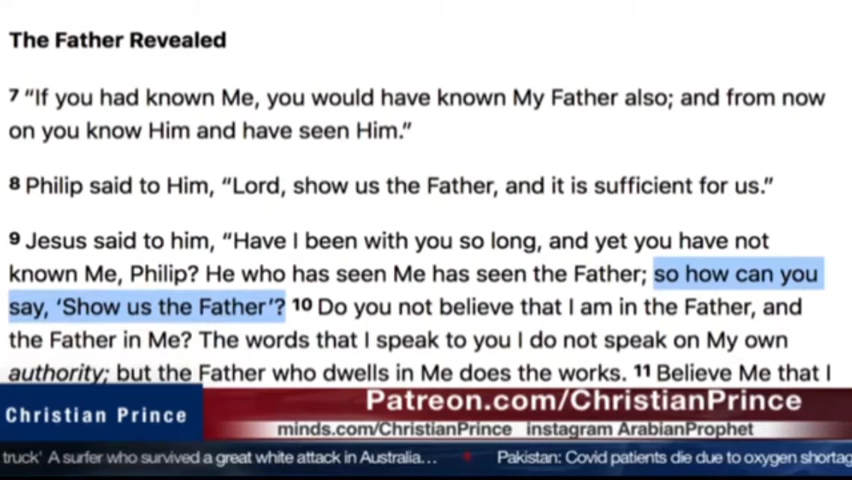 The Father Revealed
7 “If you had known Me, you would have known My Father also; and from now
on you know Him and have seen Him.”
8 Philip said to Him, “Lord, show us the Father, and it is sufficient for us.”
9 Jesus said to him, “Have I been with you so long, and yet you have not
known Me, Philip? He who has seen Me has seen the Father; so how can you
say, ‘Show us the Father’? 10 Do you not believe that I am in the Father, and
the Father in Me? The words that I speak to you I do not speak on My own
authority; but the Father who dwells in Me does the works. 11 Believe Me that I
Christian Prince
Patreon.com/ChristianPrince
minds.com/ChristianPrince instagram ArabianProphet
truck' A surfer who survived a great white attack in Australia... Pakistan: Covid patients die due to oxygen shortag